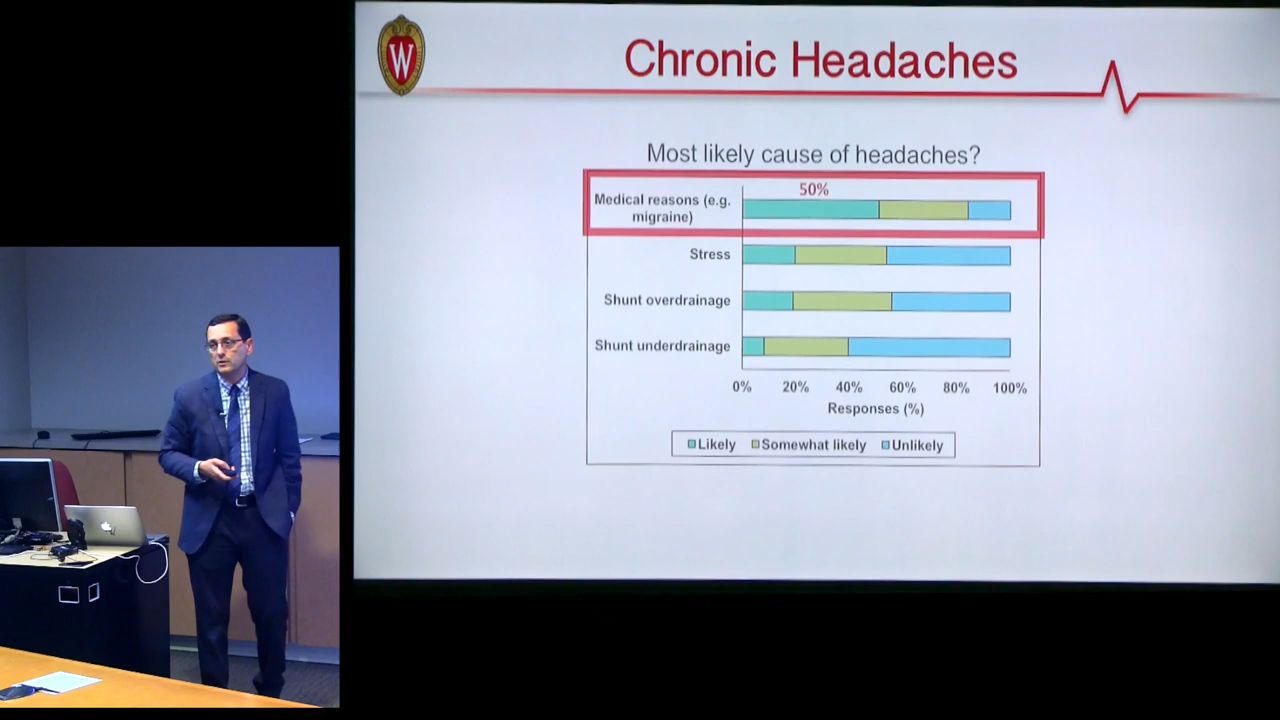 W
Chronic Headaches
Most likely cause of headaches?
50%
Medical reasons (e.g.
migraine)
Stress
Shunt overdrainage
Shunt underdrainage
0% 20% 40% 60% 80% 100%
Responses (%)
Likely Somewhat likely Unlikely